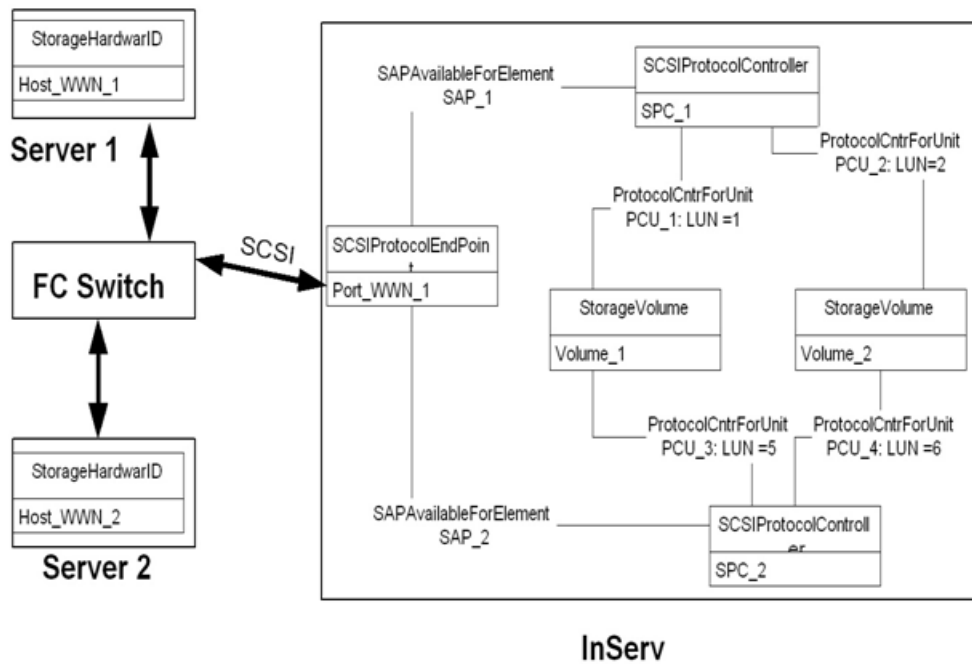 StorageHardwarID
Host_WWN_1
Server 1
FC Switch
SCSI
StorageHardwarID
Host_WWN_2
Server 2
SAPAvailableForElement
SAP_1
SCSIProtocolController
SPC_1
ProtocolCntrForUnit
PCU_2: LUN=2
ProtocolCntrForUnit
PCU_1: LUN =1
SCSIProtocolEndPoin
t
Port_WWN_1
StorageVolume
Volume_1
StorageVolume
Volume_2
ProtocolCntrForUnit
PCU_3: LUN =5
ProtocolCntrForUnit
PCU_4: LUN =6
SAPAvailableForElement
SAP_2
SCSIProtocolControll
er
SPC_2
InServ